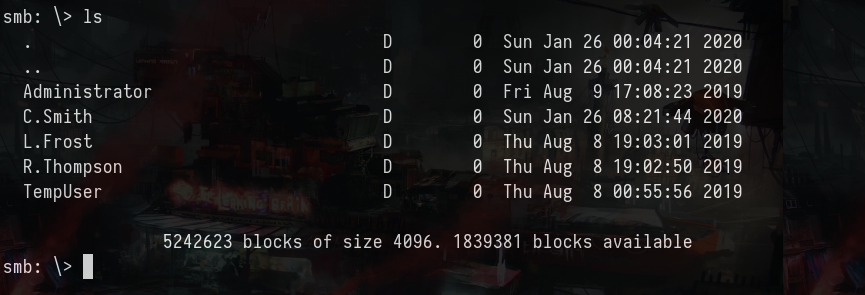 smb: \> ls
. D 0 Sun Jan 26 00:04:21 2020
.. D 0 Sun Jan 26 00:04:21 2020
Administrator D 0 Fri Aug 9 17:08:23 2019
C.Smith D 0 Sun Jan 26 08:21:44 2020
L.Frost D 0 Thu Aug 8 19:03:01 2019
R.Thompson D 0 Thu Aug 8 19:02:50 2019
TempUser D 0 Thu Aug 8 00:55:56 2019
5242623 blocks of size 4096. 1839381 blocks available
smb: \>